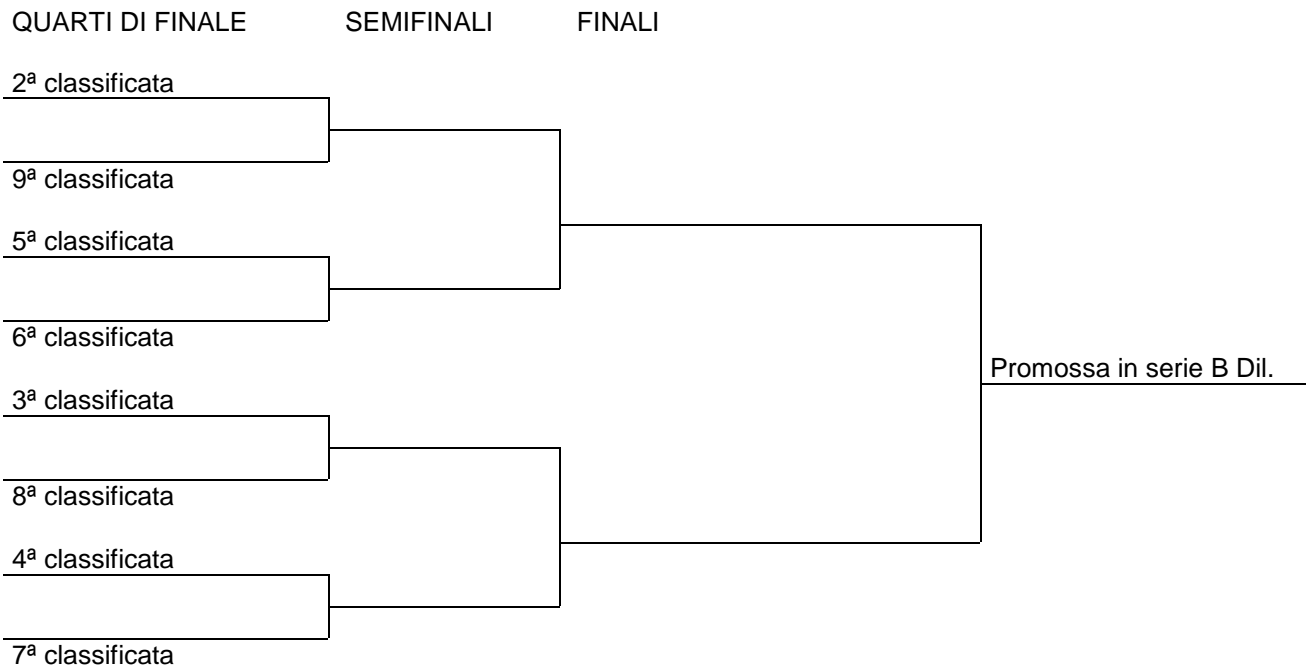 QUARTI DI FINALE SEMIFINALI FINALI
2ª classificata
9ª classificata
5ª classificata
6ª classificata
Promossa in serie B Dil.
3ª classificata
8ª classificata
4ª classificata
7ª classificata